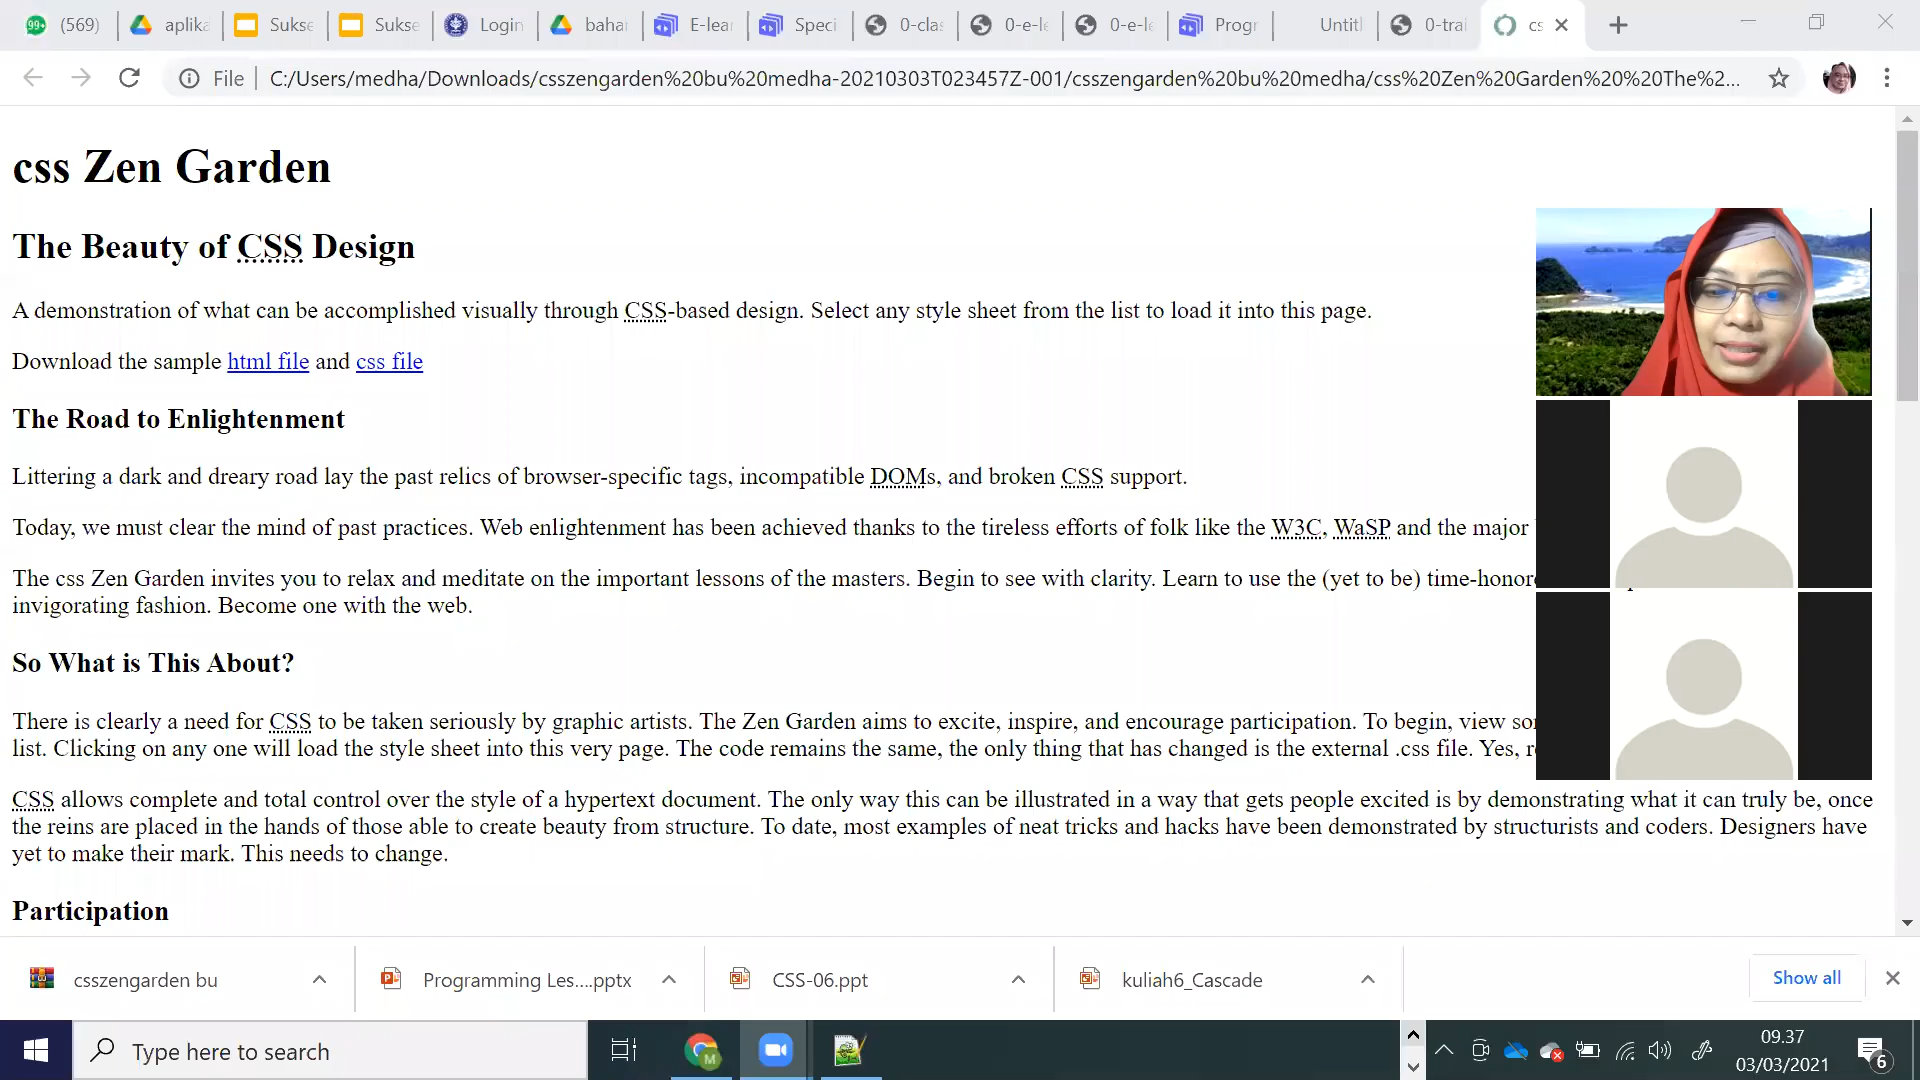 99+ (569) aplika Sukse Sukse Login bahar E-lear Speci 0-clas 0-e-le 0-e-le Progr Untitl 0-trai cs
File C:/Users/medha/Downloads/csszengarden%20bu%20medha-20210303T023457Z-001/csszengarden%20bu%20medha/css%20Zen%20Garden%20%20The%2...
css Zen Garden
The Beauty of CSS Design
A demonstration of what can be accomplished visually through CSS-based design. Select any style sheet from the list to load it into this page.
Download the sample html file and css file
The Road to Enlightenment
Littering a dark and dreary road lay the past relics of browser-specific tags, incompatible DOMs, and broken CSS support.
Today, we must clear the mind of past practices. Web enlightenment has been achieved thanks to the tireless efforts of folk like the W3C, WaSP and the major
The css Zen Garden invites you to relax and meditate on the important lessons of the masters. Begin to see with clarity. Learn to use the (yet to be) time-honor
invigorating fashion. Become one with the web.
So What is This About?
There is clearly a need for CSS to be taken seriously by graphic artists. The Zen Garden aims to excite, inspire, and encourage participation. To begin, view so
list. Clicking on any one will load the style sheet into this very page. The code remains the same, the only thing that has changed is the external .css file. Yes, r
CSS allows complete and total control over the style of a hypertext document. The only way this can be illustrated in a way that gets people excited is by demonstrating what it can truly be, once
the reins are placed in the hands of those able to create beauty from structure. To date, most examples of neat tricks and hacks have been demonstrated by structurists and coders. Designers have
yet to make their mark. This needs to change.
Participation
csszengarden bu Programming Les....pptx CSS-06.ppt kuliah6_Cascade Show all
Type here to search
M
09.37
03/03/2021
6